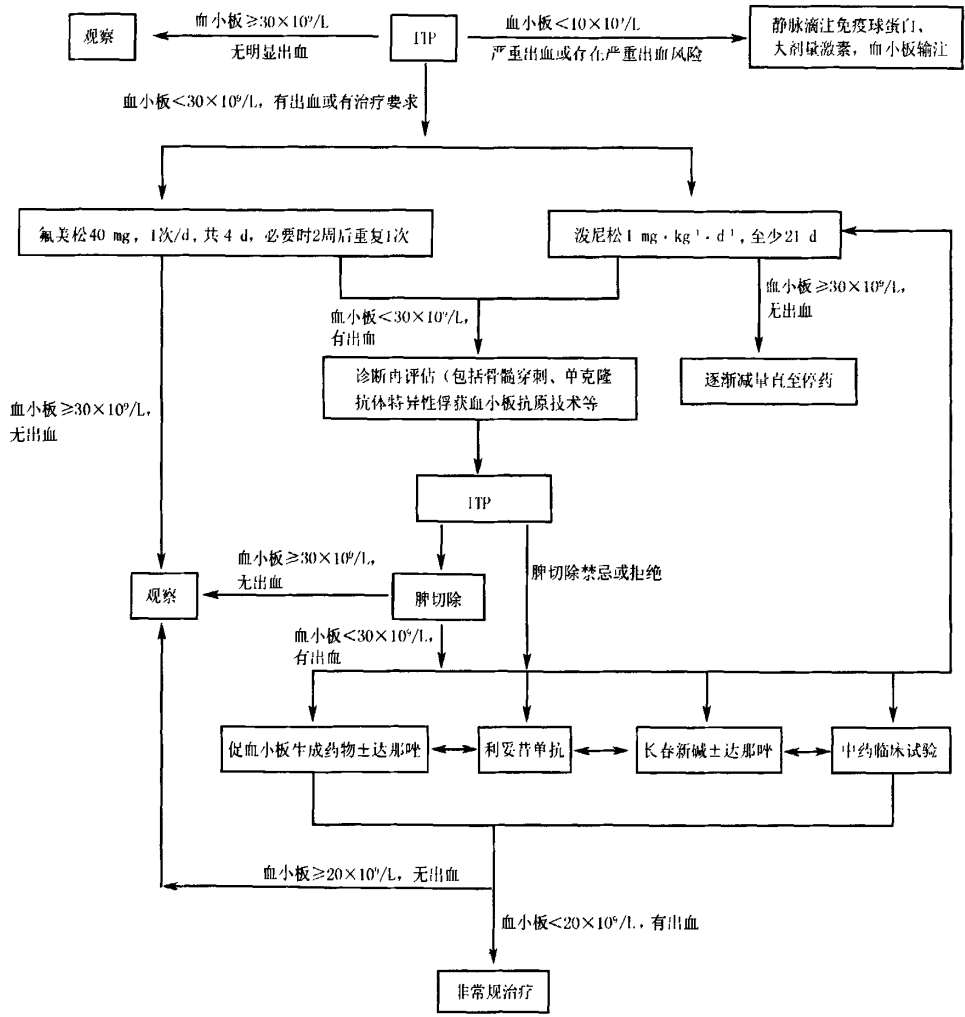 血小板≥30×10⁹/L
血小板<10×10⁹/L
观察
ITP
静脉滴注免疫球蛋白、
大剂量激素，血小板输注
无明显出血
严重出血或存在严重出血风险
血小板<30×10⁹/L，有出血或有治疗要求
氟美松40 mg，1次/d，共4 d，必要时2周后重复1次
泼尼松1 mg·kg⁻¹·d⁻¹，至少21 d
血小板≥30×10⁹/L，
无出血
血小板<30×10⁹/L，
有出血
诊断再评估（包括骨髓穿刺、单克隆
抗体特异性俘获血小板抗原技术等
逐渐减量直至停药
血小板≥30×10⁹/L，
无出血
ITP
血小板≥30×10⁹/L，
无出血
脾切除禁忌或拒绝
观察
脾切除
血小板<30×10⁹/L，
有出血
促血小板生成药物±达那唑
利妥昔单抗
长春新碱±达那唑
中药临床试验
血小板≥20×10⁹/L，无出血
血小板<20×10⁹/L，有出血
非常规治疗